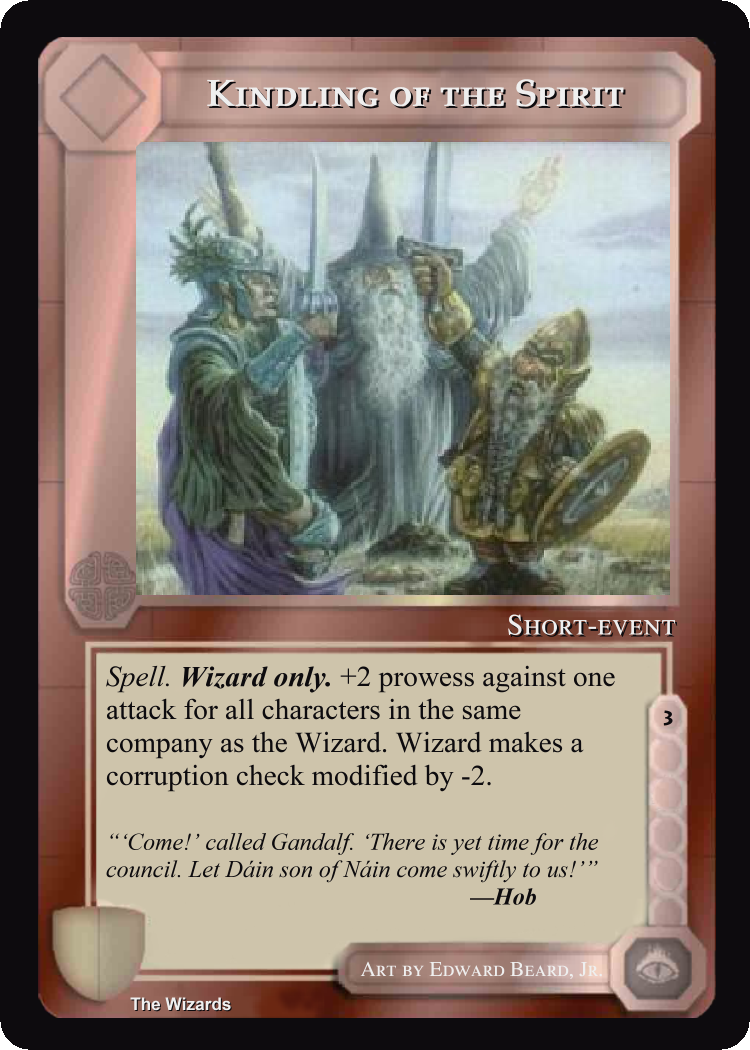 Kindling of the Spirit
Short-event
Spell. Wizard only. +2 prowess against one
attack for all characters in the same
company as the Wizard. Wizard makes a
corruption check modified by -2.
3
“‘Come!’ called Gandalf. ‘There is yet time for the
council. Let Dáin son of Náin come swiftly to us!’”
—Hob
Art by Edward Beard, Jr.
The Wizards